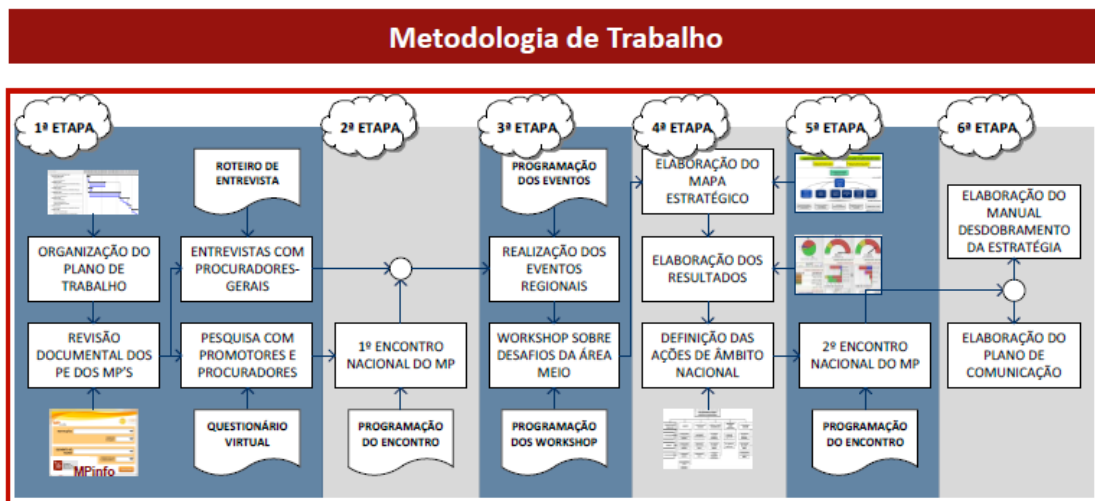 Metodologia de Trabalho
1ª ETAPA
2ª ETAPA
3ª ETAPA
4ª ETAPA
5ª ETAPA
6ª ETAPA
ORGANIZAÇÃO DO
PLANO DE
TRABALHO
REVISÃO
DOCUMENTAL DOS
PE DOS MP'S
MPinfo
ROTEIRO DE
ENTREVISTA
ENTREVISTAS COM
PROCURADORES-
GERAIS
PESQUISA COM
PROMOTORES E
PROCURADORES
QUESTIONÁRIO
VIRTUAL
1º ENCONTRO
NACIONAL DO MP
PROGRAMAÇÃO
DO ENCONTRO
PROGRAMAÇÃO
DOS EVENTOS
REALIZAÇÃO DOS
EVENTOS
REGIONAIS
WORKSHOP SOBRE
DESAFIOS DA ÁREA
MEIO
PROGRAMAÇÃO
DOS WORKSHOP
ELABORAÇÃO DO
MAPA
ESTRATÉGICO
ELABORAÇÃO DOS
RESULTADOS
DEFINIÇÃO DAS
AÇÕES DE ÂMBITO
NACIONAL
2º ENCONTRO
NACIONAL DO MP
PROGRAMAÇÃO
DO ENCONTRO
ELABORAÇÃO DO
MANUAL
DESDOBRAMENTO
DA ESTRATÉGIA
ELABORAÇÃO DO
PLANO DE
COMUNICAÇÃO